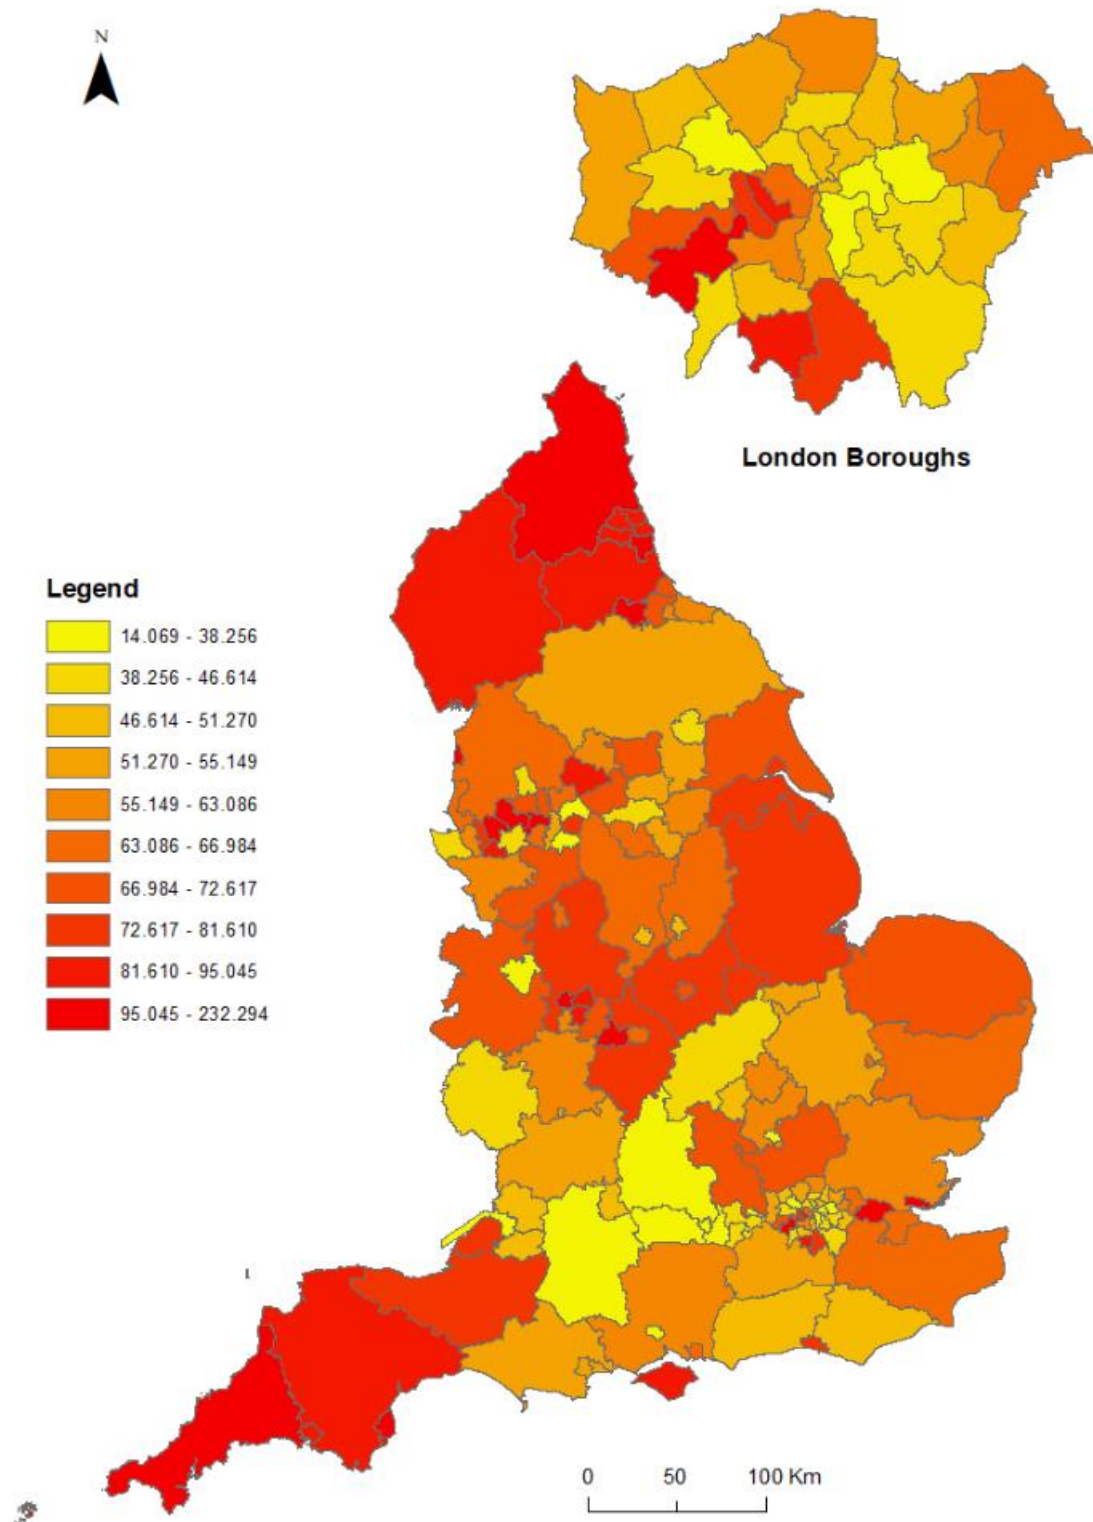 N
London Boroughs
Legend
14.069 - 38.256
38.256 - 46.614
46.614 - 51.270
51.270 - 55.149
55.149 - 63.086
63.086 - 66.984
66.984 - 72.617
72.617 - 81.610
81.610 - 95.045
95.045 - 232.294
0 50 100 Km